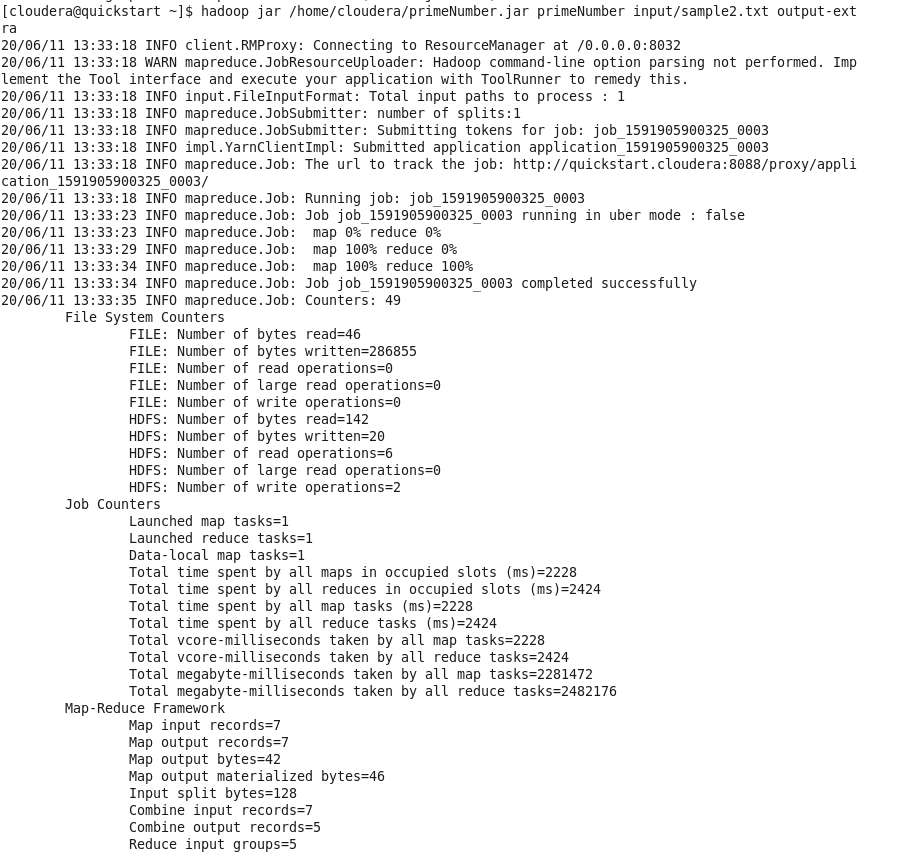 [cloudera@quickstart ~]$ hadoop jar /home/cloudera/primeNumber.jar primeNumber input/sample2.txt output-ext
ra
20/06/11 13:33:18 INFO client.RMProxy: Connecting to ResourceManager at /0.0.0.0:8032
20/06/11 13:33:18 WARN mapreduce.JobResourceUploader: Hadoop command-line option parsing not performed. Imp
lement the Tool interface and execute your application with ToolRunner to remedy this.
20/06/11 13:33:18 INFO input.FileInputFormat: Total input paths to process : 1
20/06/11 13:33:18 INFO mapreduce.JobSubmitter: number of splits:1
20/06/11 13:33:18 INFO mapreduce.JobSubmitter: Submitting tokens for job: job_1591905900325_0003
20/06/11 13:33:18 INFO impl.YarnClientImpl: Submitted application application_1591905900325_0003
20/06/11 13:33:18 INFO mapreduce.Job: The url to track the job: http://quickstart.cloudera:8088/proxy/appli
cation_1591905900325_0003/
20/06/11 13:33:18 INFO mapreduce.Job: Running job: job_1591905900325_0003
20/06/11 13:33:23 INFO mapreduce.Job: Job job_1591905900325_0003 running in uber mode : false
20/06/11 13:33:23 INFO mapreduce.Job:  map 0% reduce 0%
20/06/11 13:33:29 INFO mapreduce.Job:  map 100% reduce 0%
20/06/11 13:33:34 INFO mapreduce.Job:  map 100% reduce 100%
20/06/11 13:33:34 INFO mapreduce.Job: Job job_1591905900325_0003 completed successfully
20/06/11 13:33:35 INFO mapreduce.Job: Counters: 49
File System Counters
FILE: Number of bytes read=46
FILE: Number of bytes written=286855
FILE: Number of read operations=0
FILE: Number of large read operations=0
FILE: Number of write operations=0
HDFS: Number of bytes read=142
HDFS: Number of bytes written=20
HDFS: Number of read operations=6
HDFS: Number of large read operations=0
HDFS: Number of write operations=2
Job Counters
Launched map tasks=1
Launched reduce tasks=1
Data-local map tasks=1
Total time spent by all maps in occupied slots (ms)=2228
Total time spent by all reduces in occupied slots (ms)=2424
Total time spent by all map tasks (ms)=2228
Total time spent by all reduce tasks (ms)=2424
Total vcore-milliseconds taken by all map tasks=2228
Total vcore-milliseconds taken by all reduce tasks=2424
Total megabyte-milliseconds taken by all map tasks=2281472
Total megabyte-milliseconds taken by all reduce tasks=2482176
Map-Reduce Framework
Map input records=7
Map output records=7
Map output bytes=42
Map output materialized bytes=46
Input split bytes=128
Combine input records=7
Combine output records=5
Reduce input groups=5